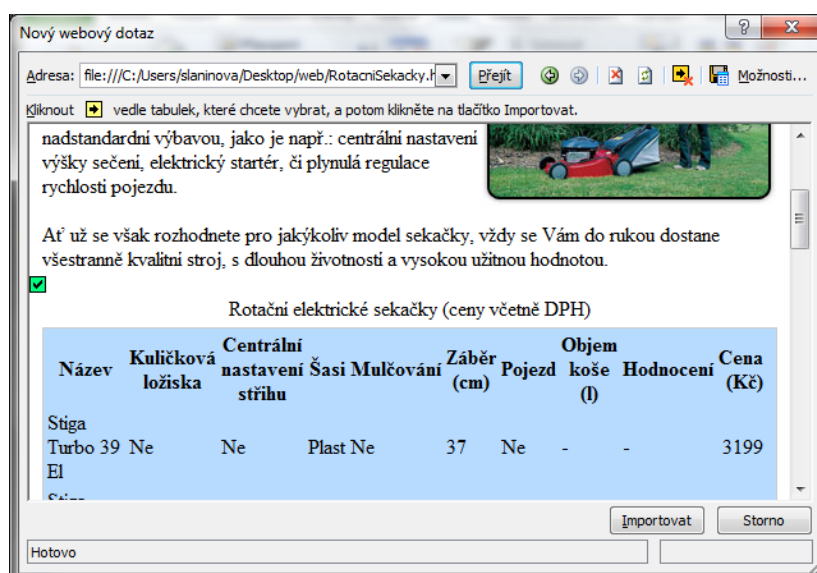 Nový webový dotaz
Adresa: file:///C:/Users/slaninova/Desktop/web/RotacniSekacky.h Přejít Možnosti...
Kliknout vedle tabulek, které chcete vybrat, a potom klikněte na tlačítko Importovat.
nadstandardní výbavou, jako je např.: centrální nastavení
výšky sečení, elektrický startér, či plynulá regulace
rychlosti pojezdu.
Ať už se však rozhodnete pro jakýkoliv model sekačky, vždy se Vám do rukou dostane
všestranně kvalitní stroj, s dlouhou životností a vysokou užitnou hodnotou.
Rotační elektrické sekačky (ceny včetně DPH)
Název Kuličková ložiska Centrální nastavení střihu Šasi Mulčování Záběr (cm) Pojezd Objem koše (l) Hodnocení Cena (Kč)
Stiga Turbo 39 El Ne Ne Plast Ne 37 Ne - - 3199
Stiga
Importovat Storno
Hotovo